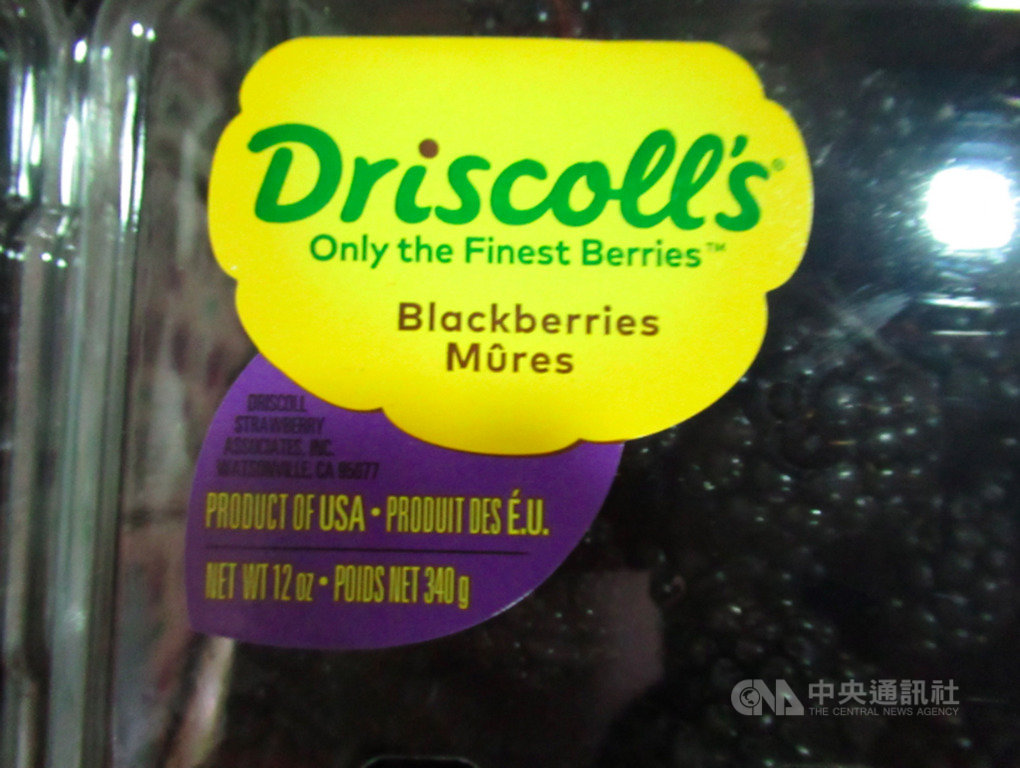 Driscoll's®
Only the Finest Berries™
Blackberries
Mûres
DRISCOLL
STRAWBERRY
ASSOCIATES, INC.
WATSONVILLE, CA 95077
PRODUCT OF USA • PRODUIT DES É.U.
NET WT 12 oz • POIDS NET 340 g
CNA 中央通訊社
THE CENTRAL NEWS AGENCY